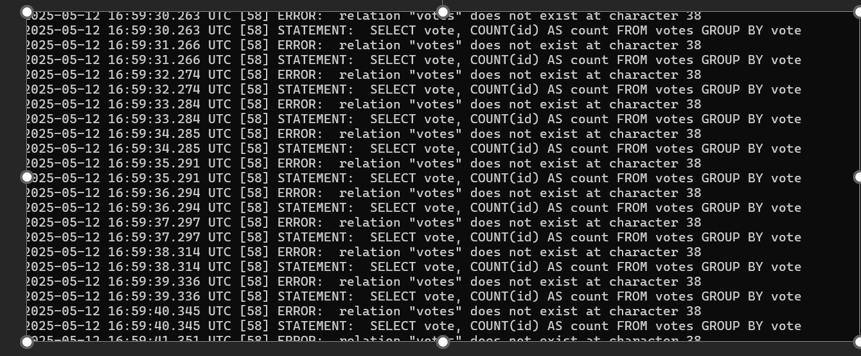 2025-05-12 16:59:30.263 UTC [58] ERROR:  relation "votes" does not exist at character 38
2025-05-12 16:59:30.263 UTC [58] STATEMENT:  SELECT vote, COUNT(id) AS count FROM votes GROUP BY vote
2025-05-12 16:59:31.266 UTC [58] ERROR:  relation "votes" does not exist at character 38
2025-05-12 16:59:31.266 UTC [58] STATEMENT:  SELECT vote, COUNT(id) AS count FROM votes GROUP BY vote
2025-05-12 16:59:32.274 UTC [58] ERROR:  relation "votes" does not exist at character 38
2025-05-12 16:59:32.274 UTC [58] STATEMENT:  SELECT vote, COUNT(id) AS count FROM votes GROUP BY vote
2025-05-12 16:59:33.284 UTC [58] ERROR:  relation "votes" does not exist at character 38
2025-05-12 16:59:33.284 UTC [58] STATEMENT:  SELECT vote, COUNT(id) AS count FROM votes GROUP BY vote
2025-05-12 16:59:34.285 UTC [58] ERROR:  relation "votes" does not exist at character 38
2025-05-12 16:59:34.285 UTC [58] STATEMENT:  SELECT vote, COUNT(id) AS count FROM votes GROUP BY vote
2025-05-12 16:59:35.291 UTC [58] ERROR:  relation "votes" does not exist at character 38
2025-05-12 16:59:35.291 UTC [58] STATEMENT:  SELECT vote, COUNT(id) AS count FROM votes GROUP BY vote
2025-05-12 16:59:36.294 UTC [58] ERROR:  relation "votes" does not exist at character 38
2025-05-12 16:59:36.294 UTC [58] STATEMENT:  SELECT vote, COUNT(id) AS count FROM votes GROUP BY vote
2025-05-12 16:59:37.297 UTC [58] ERROR:  relation "votes" does not exist at character 38
2025-05-12 16:59:37.297 UTC [58] STATEMENT:  SELECT vote, COUNT(id) AS count FROM votes GROUP BY vote
2025-05-12 16:59:38.314 UTC [58] ERROR:  relation "votes" does not exist at character 38
2025-05-12 16:59:38.314 UTC [58] STATEMENT:  SELECT vote, COUNT(id) AS count FROM votes GROUP BY vote
2025-05-12 16:59:39.336 UTC [58] ERROR:  relation "votes" does not exist at character 38
2025-05-12 16:59:39.336 UTC [58] STATEMENT:  SELECT vote, COUNT(id) AS count FROM votes GROUP BY vote
2025-05-12 16:59:40.345 UTC [58] ERROR:  relation "votes" does not exist at character 38
2025-05-12 16:59:40.345 UTC [58] STATEMENT:  SELECT vote, COUNT(id) AS count FROM votes GROUP BY vote
2025-05-12 16:59:41.351 UTC [58] ERROR:  relation "votes" does not exist at character 38